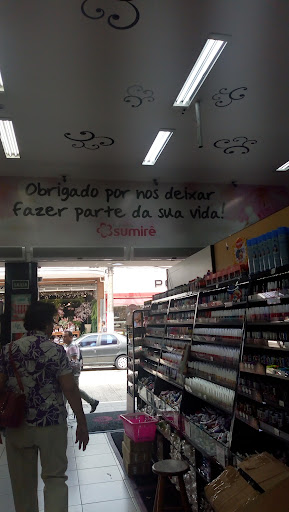 Obrigado por nos deixar
fazer parte da sua vida!
sumirê